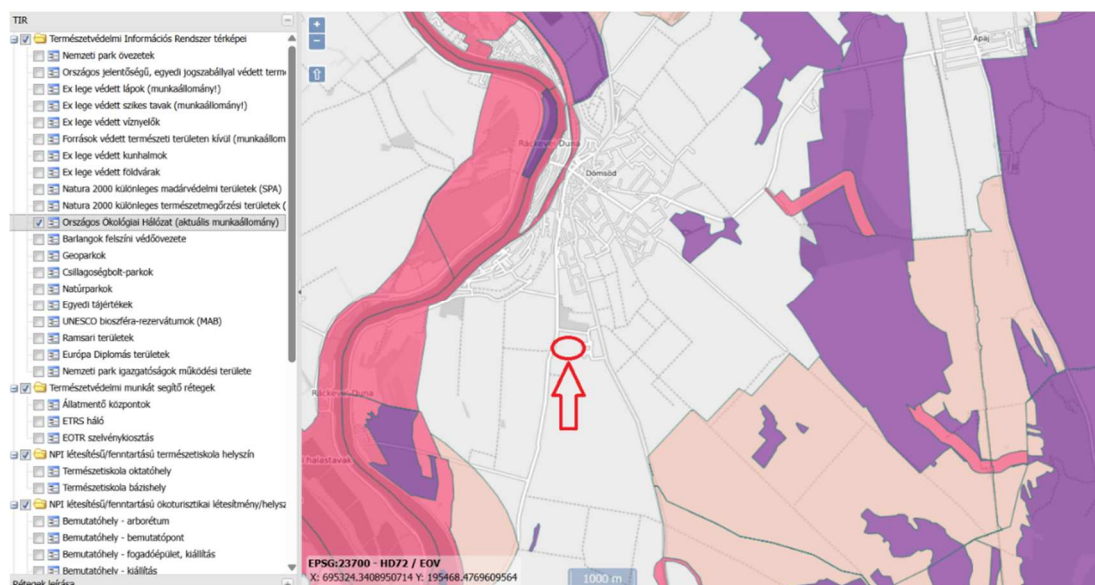 TIR
Természetvédelmi Információs Rendszer térképei
Nemzeti park övezetek
Országos jelentőségű, egyedi jogszabállyal védett term
Ex lege védett lápok (munkaállomány!)
Ex lege védett szikes tavak (munkaállomány!)
Ex lege védett víznyelők
Források védett természeti területen kívül (munkaállom
Ex lege védett kunhalmok
Ex lege védett földvárak
Natura 2000 különleges madárvédelmi területek (SPA)
Natura 2000 különleges természetmegőrzési területek (
Országos Ökológiai Hálózat (aktuális munkaállomány)
Barlangok felszíni védőövezete
Geoparkok
Csillagoségbolt-parkok
Natúrparkok
Egyedi tájértékek
UNESCO bioszféra-rezervátumok (MAB)
Ramsari területek
Európa Diplomás területek
Nemzeti park igazgatóságok működési területe
Természetvédelmi munkát segítő rétegek
Állatmentő központok
ETRS háló
EOTR szelvénykiosztás
NPI létesítésű/fenntartású természetiskola helyszín
Természetiskola oktatóhely
Természetiskola bázishely
NPI létesítésű/fenntartású ökoturisztikai létesítmény/helysz
Bemutatóhely - arborétum
Bemutatóhely - bemutatópont
Bemutatóhely - fogadóépület, kiállítás
Bemutatóhely - kiállítás
Rétegek leírása
+
−
Apaj
Ráckevei Duna
Dömsöd
Ráckevei-Duna
i halastavak
EPSG:23700 - HD72 / EOV
X: 695324.3408950714 Y: 195468.4769609564
1000 m